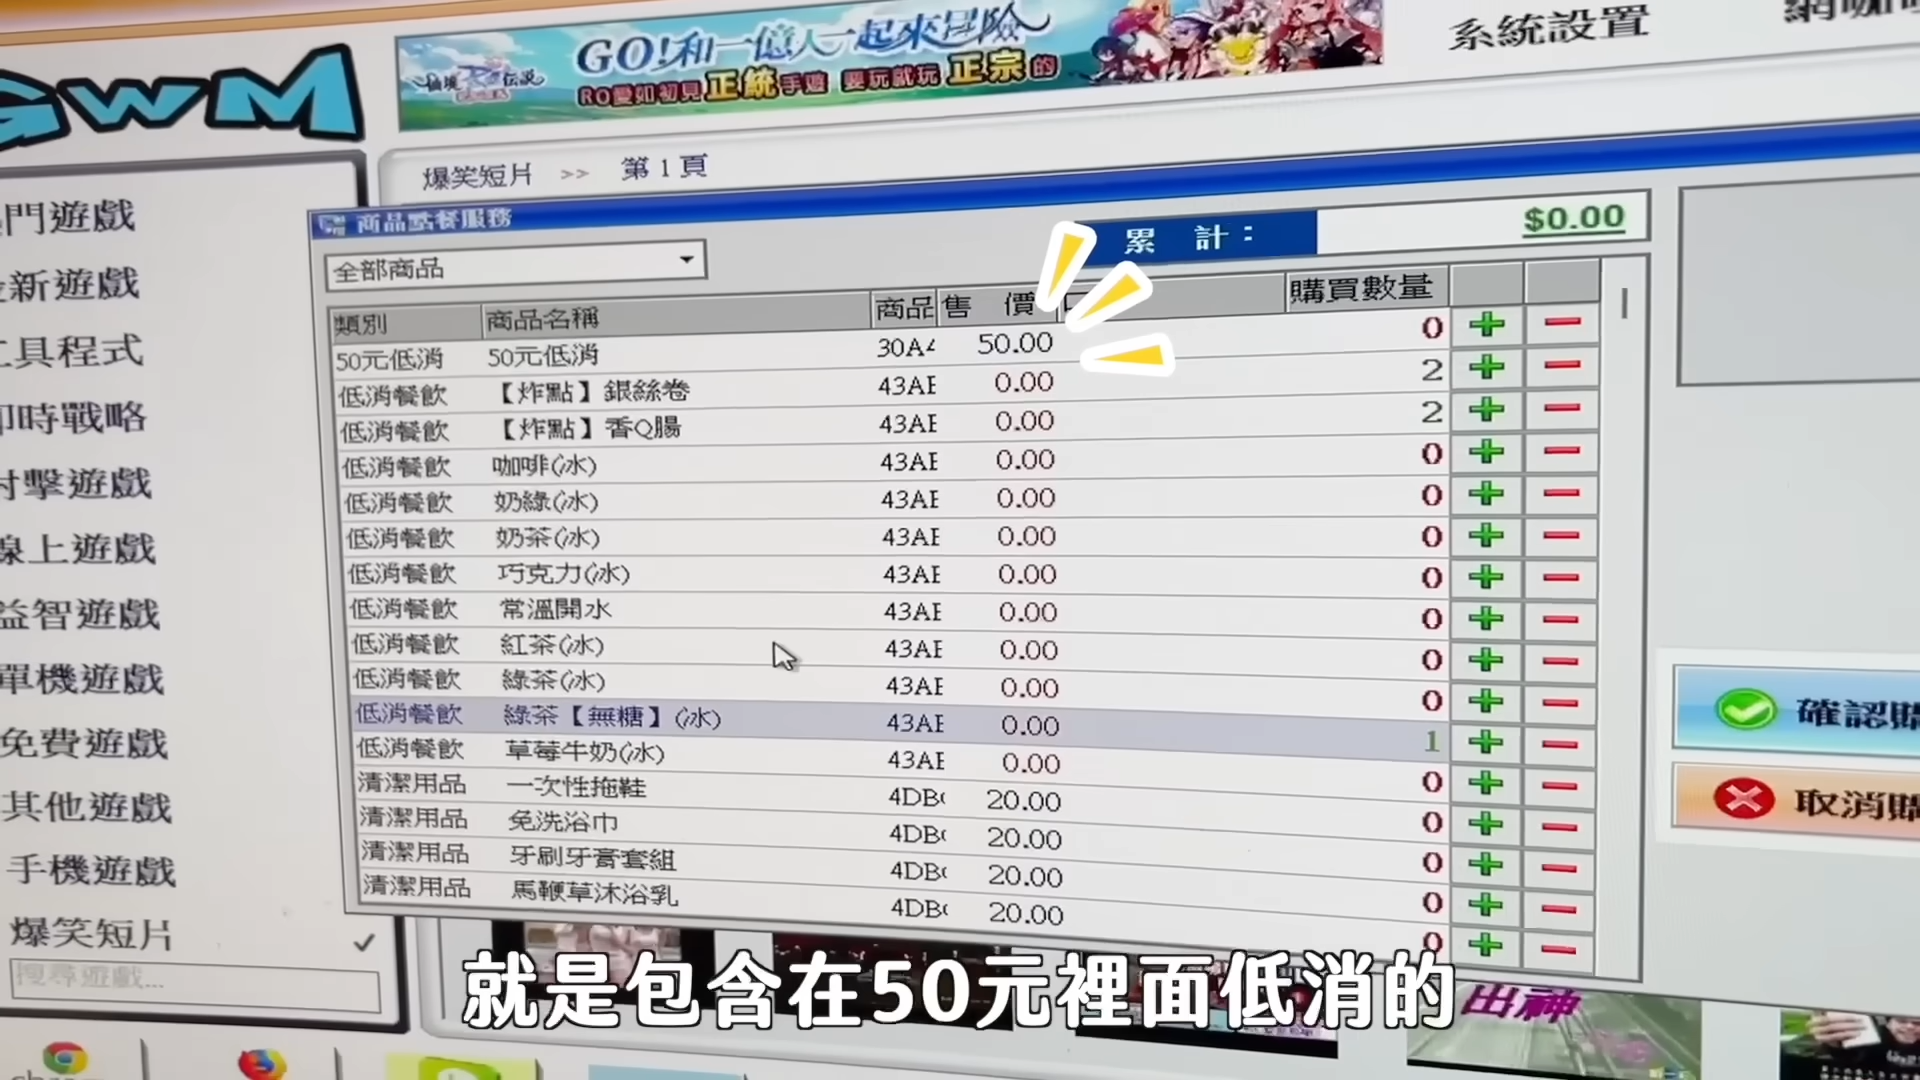 GWM
GO!和一億人一起來冒險
RO愛如初見 正統手遊 要玩就玩 正宗的
系統設置
爆笑短片 >> 第 1 頁
門遊戲
新遊戲
工具程式
即時戰略
射擊遊戲
線上遊戲
益智遊戲
單機遊戲
免費遊戲
其他遊戲
手機遊戲
爆笑短片
搜尋遊戲...
商品點餐服務
全部商品
累 計： $0.00
類別 商品名稱 商品 售 價 購買數量
50元低消 50元低消 30A4 50.00 0
低消餐飲 【炸點】銀絲卷 43AE 0.00 2
低消餐飲 【炸點】香Q腸 43AE 0.00 2
低消餐飲 咖啡(冰) 43AE 0.00 0
低消餐飲 奶綠(冰) 43AE 0.00 0
低消餐飲 奶茶(冰) 43AE 0.00 0
低消餐飲 巧克力(冰) 43AE 0.00 0
低消餐飲 常溫開水 43AE 0.00 0
低消餐飲 紅茶(冰) 43AE 0.00 0
低消餐飲 綠茶(冰) 43AE 0.00 0
低消餐飲 綠茶【無糖】(冰) 43AE 0.00 1
低消餐飲 草莓牛奶(冰) 43AE 0.00 0
清潔用品 一次性拖鞋 4DB 20.00 0
清潔用品 免洗浴巾 4DB 20.00 0
清潔用品 牙刷牙膏套組 4DB 20.00 0
清潔用品 馬鞭草沐浴乳 4DB 20.00 0
確認購
取消購
出神
就是包含在50元裡面低消的